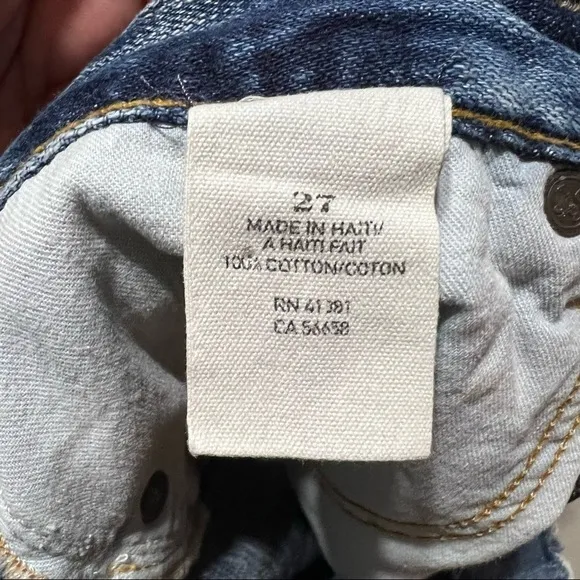 27
MADE IN HAITI/
A HAITI FAIT
100% COTTON/COTON
RN 41381
CA 56658